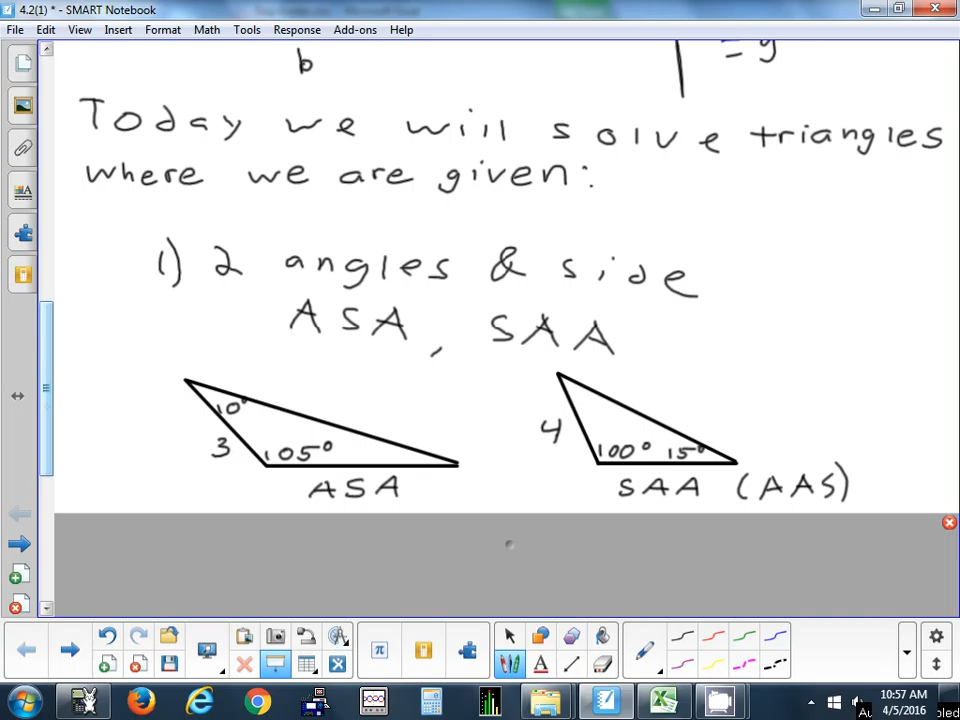 4.2(1) * - SMART Notebook
File Edit View Insert Format Math Tools Response Add-ons Help
b
= y
Today we will solve triangles
where we are given:
1) 2 angles & side
ASA, SAA
10°
3
105°
ASA
4
100° 15°
SAA (AAS)
10:57 AM
4/5/2016